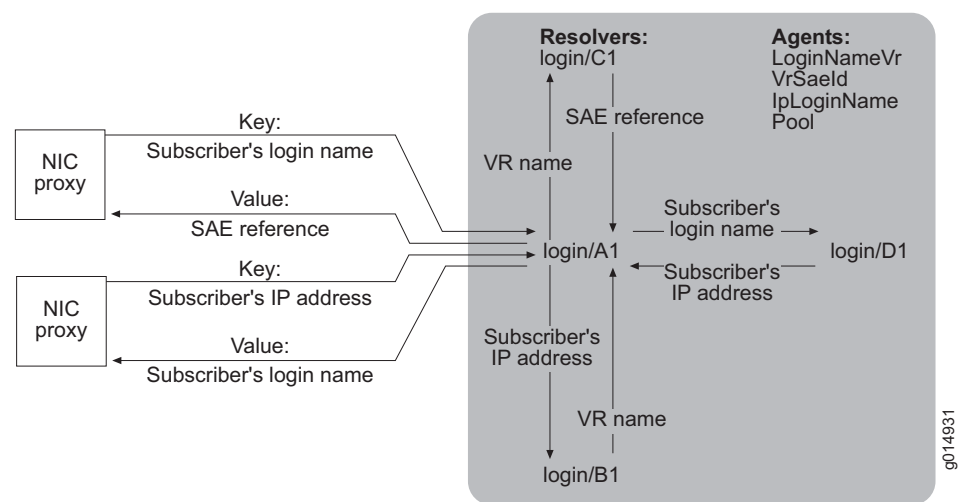 Resolvers:
login/C1
Agents:
LoginNameVr
VrSaeId
IpLoginName
Pool
SAE reference
VR name
NIC
proxy
Key:
Subscriber's login name
Value:
SAE reference
Subscriber's
login name
login/A1
login/D1
Subscriber's
IP address
NIC
proxy
Key:
Subscriber's IP address
Value:
Subscriber's login name
Subscriber's
IP address
VR name
login/B1
g014931